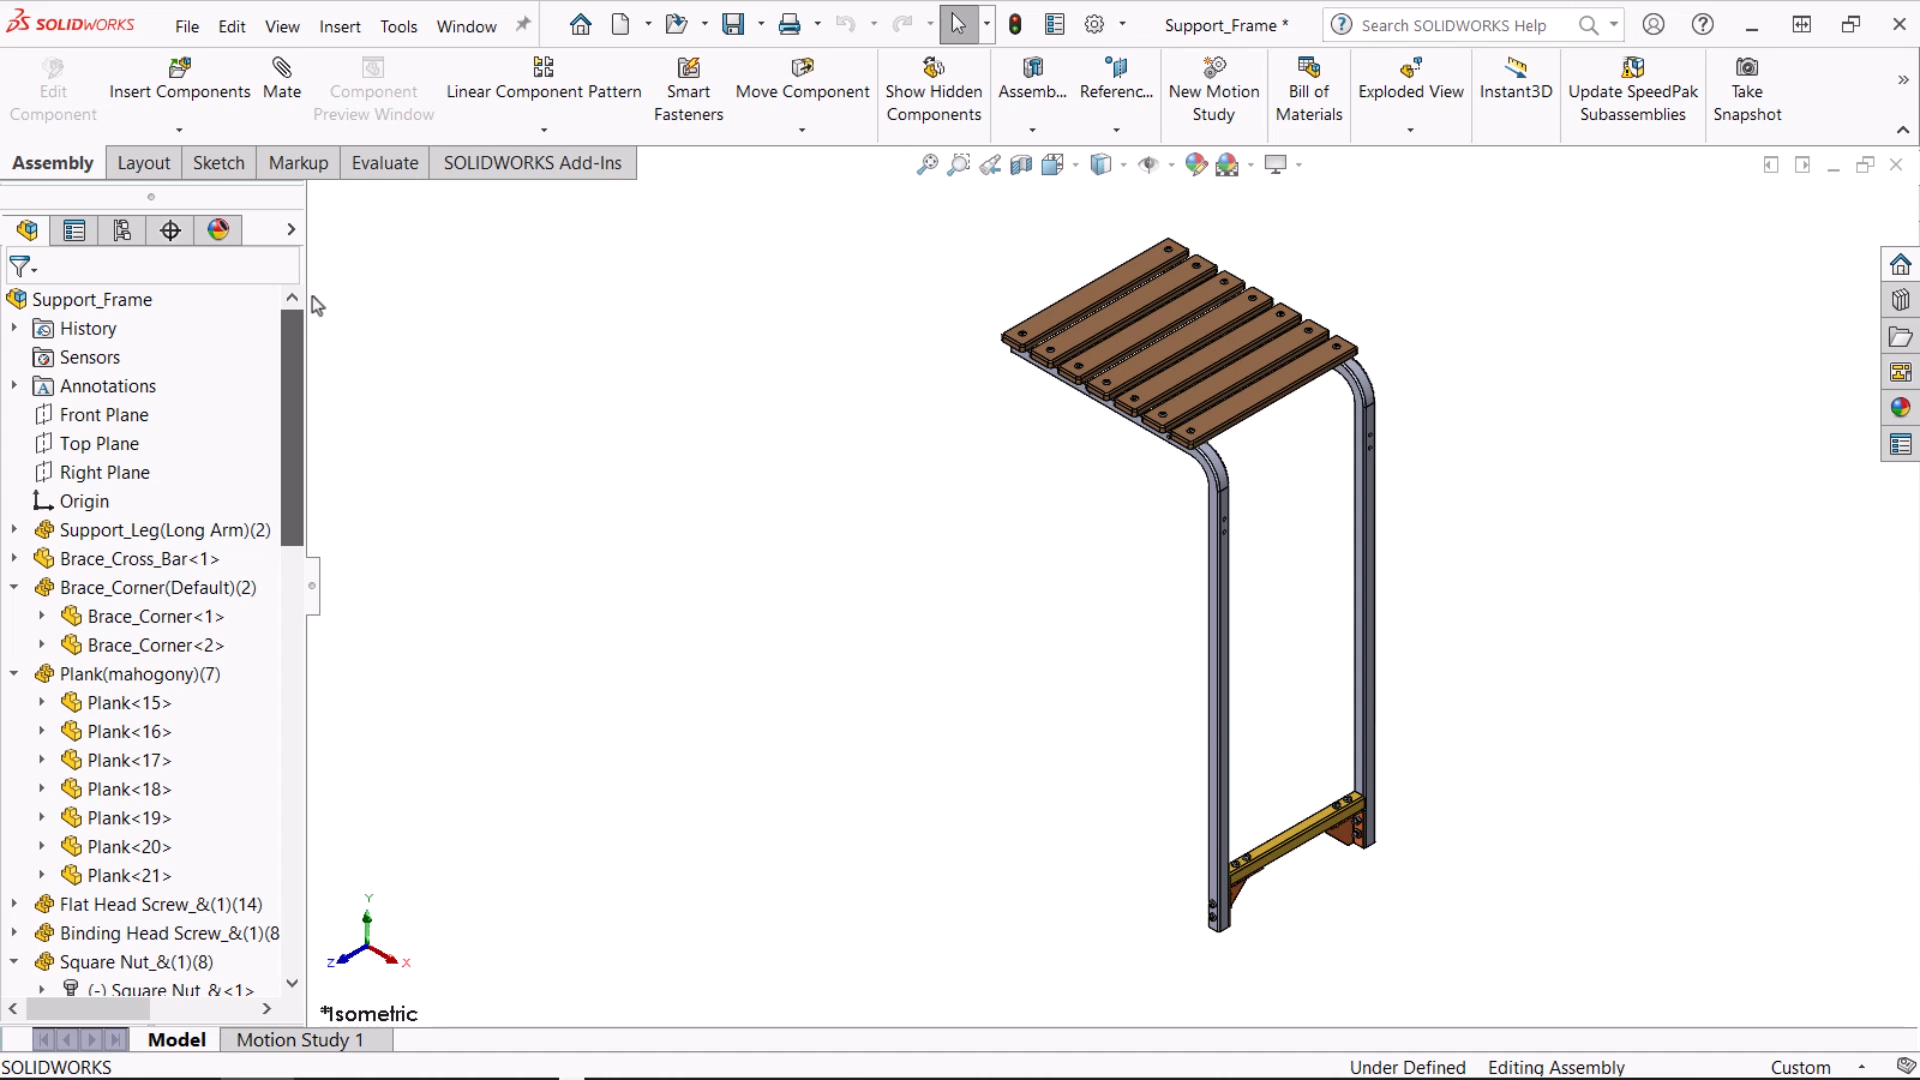 SOLIDWORKS File Edit View Insert Tools Window Support_Frame * Search SOLIDWORKS Help
Edit Component
Insert Components
Mate
Component Preview Window
Linear Component Pattern
Smart Fasteners
Move Component
Show Hidden Components
Assemb...
Referenc...
New Motion Study
Bill of Materials
Exploded View
Instant3D
Update SpeedPak Subassemblies
Take Snapshot
Assembly Layout Sketch Markup Evaluate SOLIDWORKS Add-Ins
Support_Frame
History
Sensors
Annotations
Front Plane
Top Plane
Right Plane
Origin
Support_Leg(Long Arm)(2)
Brace_Cross_Bar<1>
Brace_Corner(Default)(2)
Brace_Corner<1>
Brace_Corner<2>
Plank(mahogony)(7)
Plank<15>
Plank<16>
Plank<17>
Plank<18>
Plank<19>
Plank<20>
Plank<21>
Flat Head Screw_&(1)(14)
Binding Head Screw_&(1)(8
Square Nut_&(1)(8)
(-) Square Nut_&<1>
Y
Z
X
*Isometric
Model Motion Study 1
SOLIDWORKS Under Defined Editing Assembly Custom